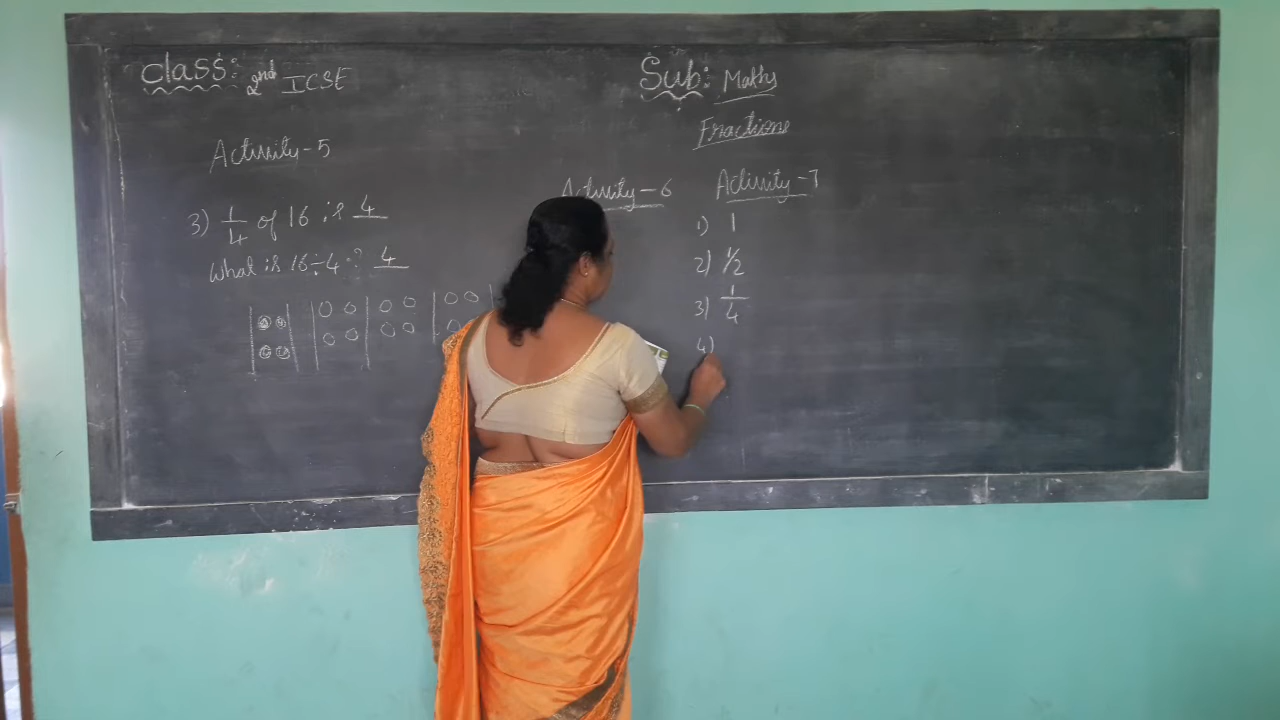 Class: 2nd ICSE
Sub: Maths
Fractions
Activity-5
3) 1/4 of 16 is 4
What is 16÷4? 4
Activity-6
Activity-7
1) 1
2) 1/2
3) 1/4
4)